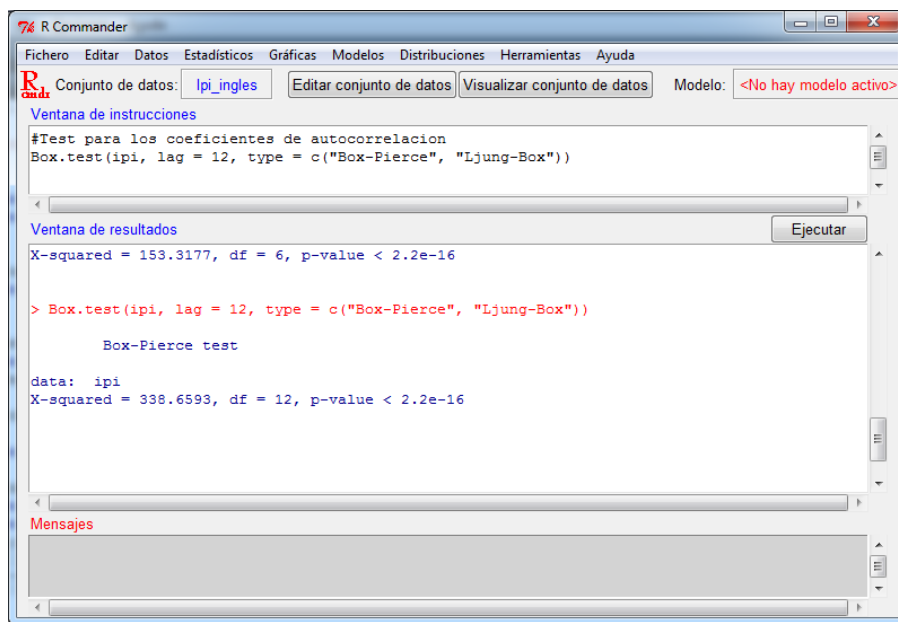 R Commander
Fichero Editar Datos Estadísticos Gráficas Modelos Distribuciones Herramientas Ayuda
R cmdr Conjunto de datos: Ipi_ingles Editar conjunto de datos Visualizar conjunto de datos Modelo: <No hay modelo activo>
Ventana de instrucciones
#Test para los coeficientes de autocorrelacion
Box.test(ipi, lag = 12, type = c("Box-Pierce", "Ljung-Box"))
Ventana de resultados Ejecutar
X-squared = 153.3177, df = 6, p-value < 2.2e-16
> Box.test(ipi, lag = 12, type = c("Box-Pierce", "Ljung-Box"))
Box-Pierce test
data: ipi
X-squared = 338.6593, df = 12, p-value < 2.2e-16
Mensajes